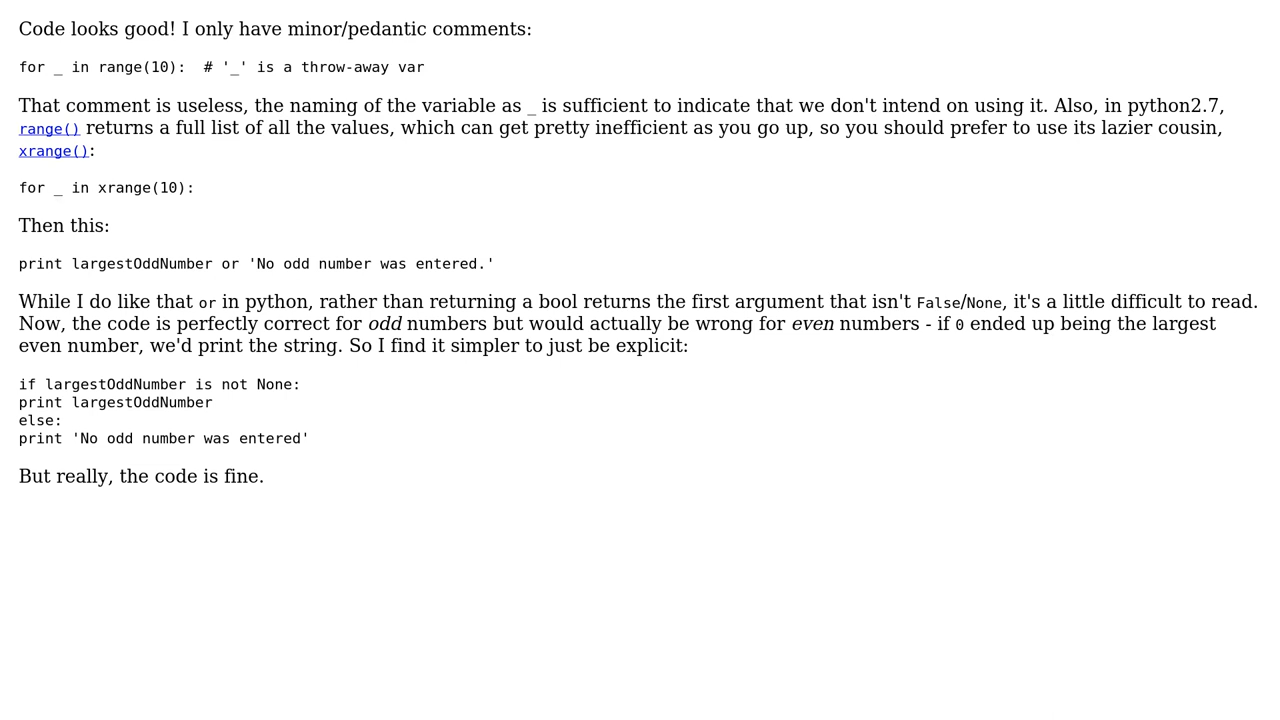 Code looks good! I only have minor/pedantic comments:
for _ in range(10):  # '_' is a throw-away var
That comment is useless, the naming of the variable as _ is sufficient to indicate that we don't intend on using it. Also, in python2.7,
range() returns a full list of all the values, which can get pretty inefficient as you go up, so you should prefer to use its lazier cousin,
xrange():
for _ in xrange(10):
Then this:
print largestOddNumber or 'No odd number was entered.'
While I do like that or in python, rather than returning a bool returns the first argument that isn't False/None, it's a little difficult to read.
Now, the code is perfectly correct for odd numbers but would actually be wrong for even numbers - if 0 ended up being the largest
even number, we'd print the string. So I find it simpler to just be explicit:
if largestOddNumber is not None:
print largestOddNumber
else:
print 'No odd number was entered'
But really, the code is fine.